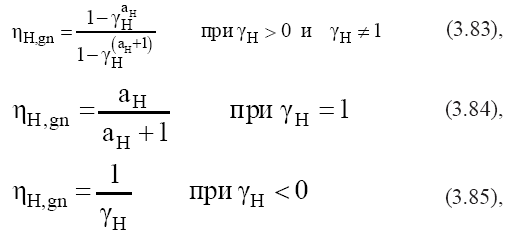 η_H,gn = (1-γ_H^(a_H)) / (1-γ_H^((a_H+1))) при γ_H > 0 и γ_H ≠ 1 (3.83),
η_H,gn = a_H / (a_H + 1) при γ_H = 1 (3.84),
η_H,gn = 1 / γ_H при γ_H < 0 (3.85),